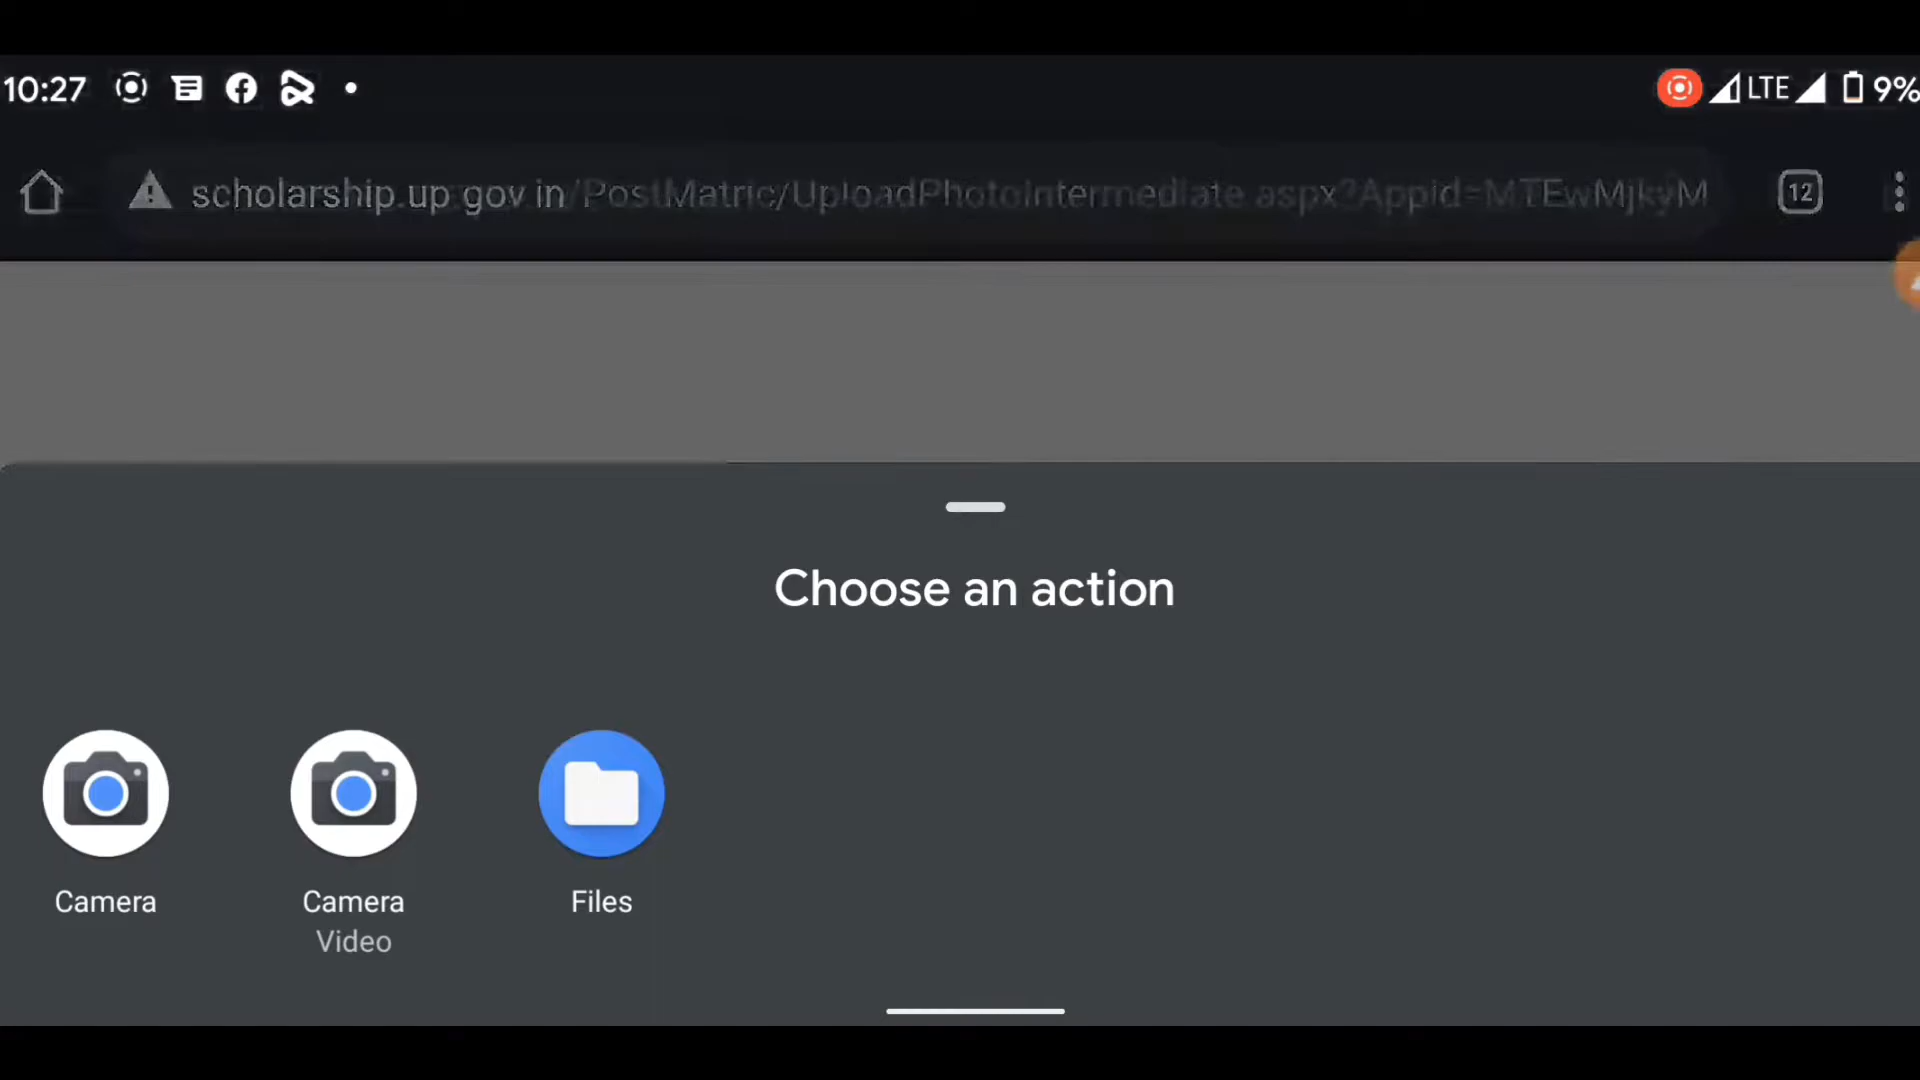 10:27 LTE 9%
scholarship.up.gov.in/PostMatric/UploadPhotoIntermediate.aspx?AppId=MTEwMjkyM 12
Choose an action
Camera Camera Files
Video